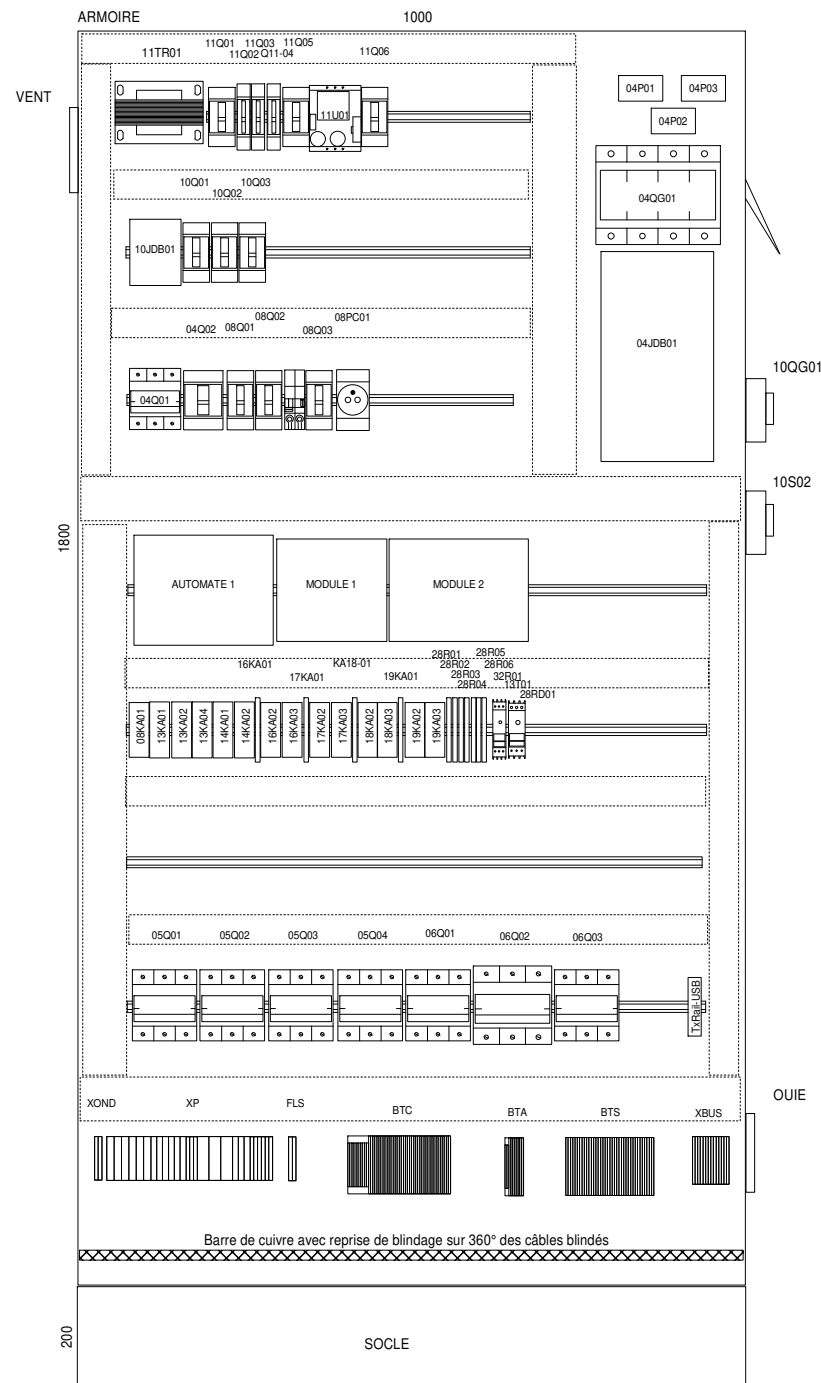 ARMOIRE
1000
11Q01
11Q03
11Q05
11TR01
11Q02
Q11-04
11Q06
VENT
11U01
04P01
04P03
04P02
10Q01
10Q03
10Q02
04QG01
10JDB01
08Q02
08PC01
04Q02
08Q01
08Q03
04JDB01
10QG01
04Q01
10S02
1800
AUTOMATE 1
MODULE 1
MODULE 2
28R01
28R05
16KA01
KA18-01
28R02
28R06
17KA01
19KA01
28R03
32R01
28R04
13T01
28RD01
08KA01
13KA01
13KA02
13KA04
14KA01
14KA02
16KA02
16KA03
17KA02
17KA03
18KA02
18KA03
19KA02
19KA03
05Q01
05Q02
05Q03
05Q04
06Q01
06Q02
06Q03
TxRail-USB
OUIE
XOND
XP
FLS
BTC
BTA
BTS
XBUS
Barre de cuivre avec reprise de blindage sur 360° des câbles blindés
200
SOCLE